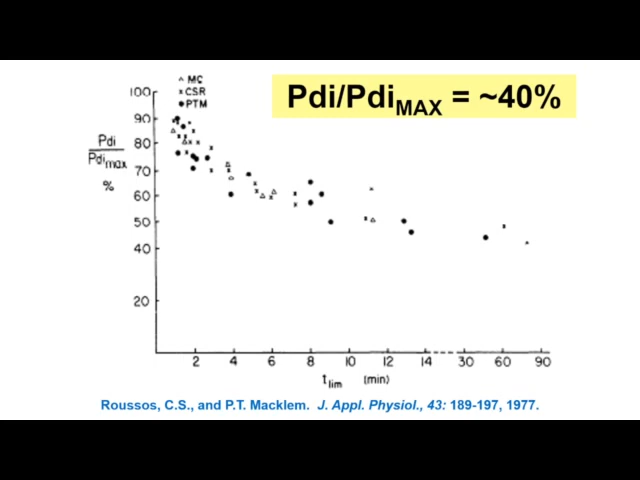 Pdi/PdiMAX = ~40%
△ MC
× CSR
● PTM
Pdi
Pdimax
%
100
90
80
70
60
50
40
20
2 4 6 8 10 12 14 30 60 90
tlim (min)
Roussos, C.S., and P.T. Macklem. J. Appl. Physiol., 43: 189-197, 1977.